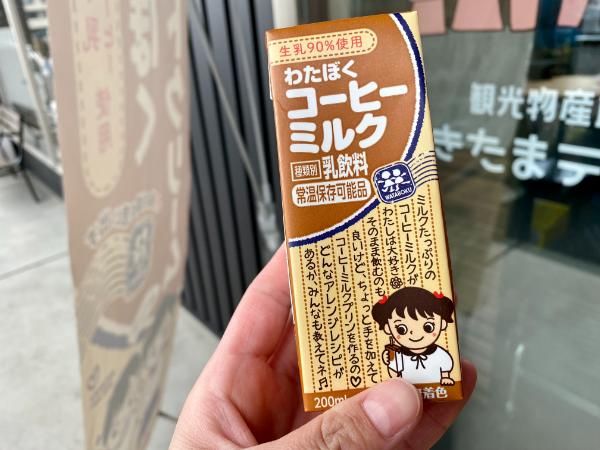 生乳90%使用
わたぼく
コーヒー
ミルク
種類別 乳飲料
常温保存可能品
WATABOKU
ミルクたっぷりの
コーヒーミルクが
わたしは大好き
そのまま飲むのも
良いけど、ちょっと手を加えて
コーヒーミルクプリンを作るの♡
どんなアレンジレシピが
あるか、みんなも教えてネ
200ml
着色
観光物産
きたまテ